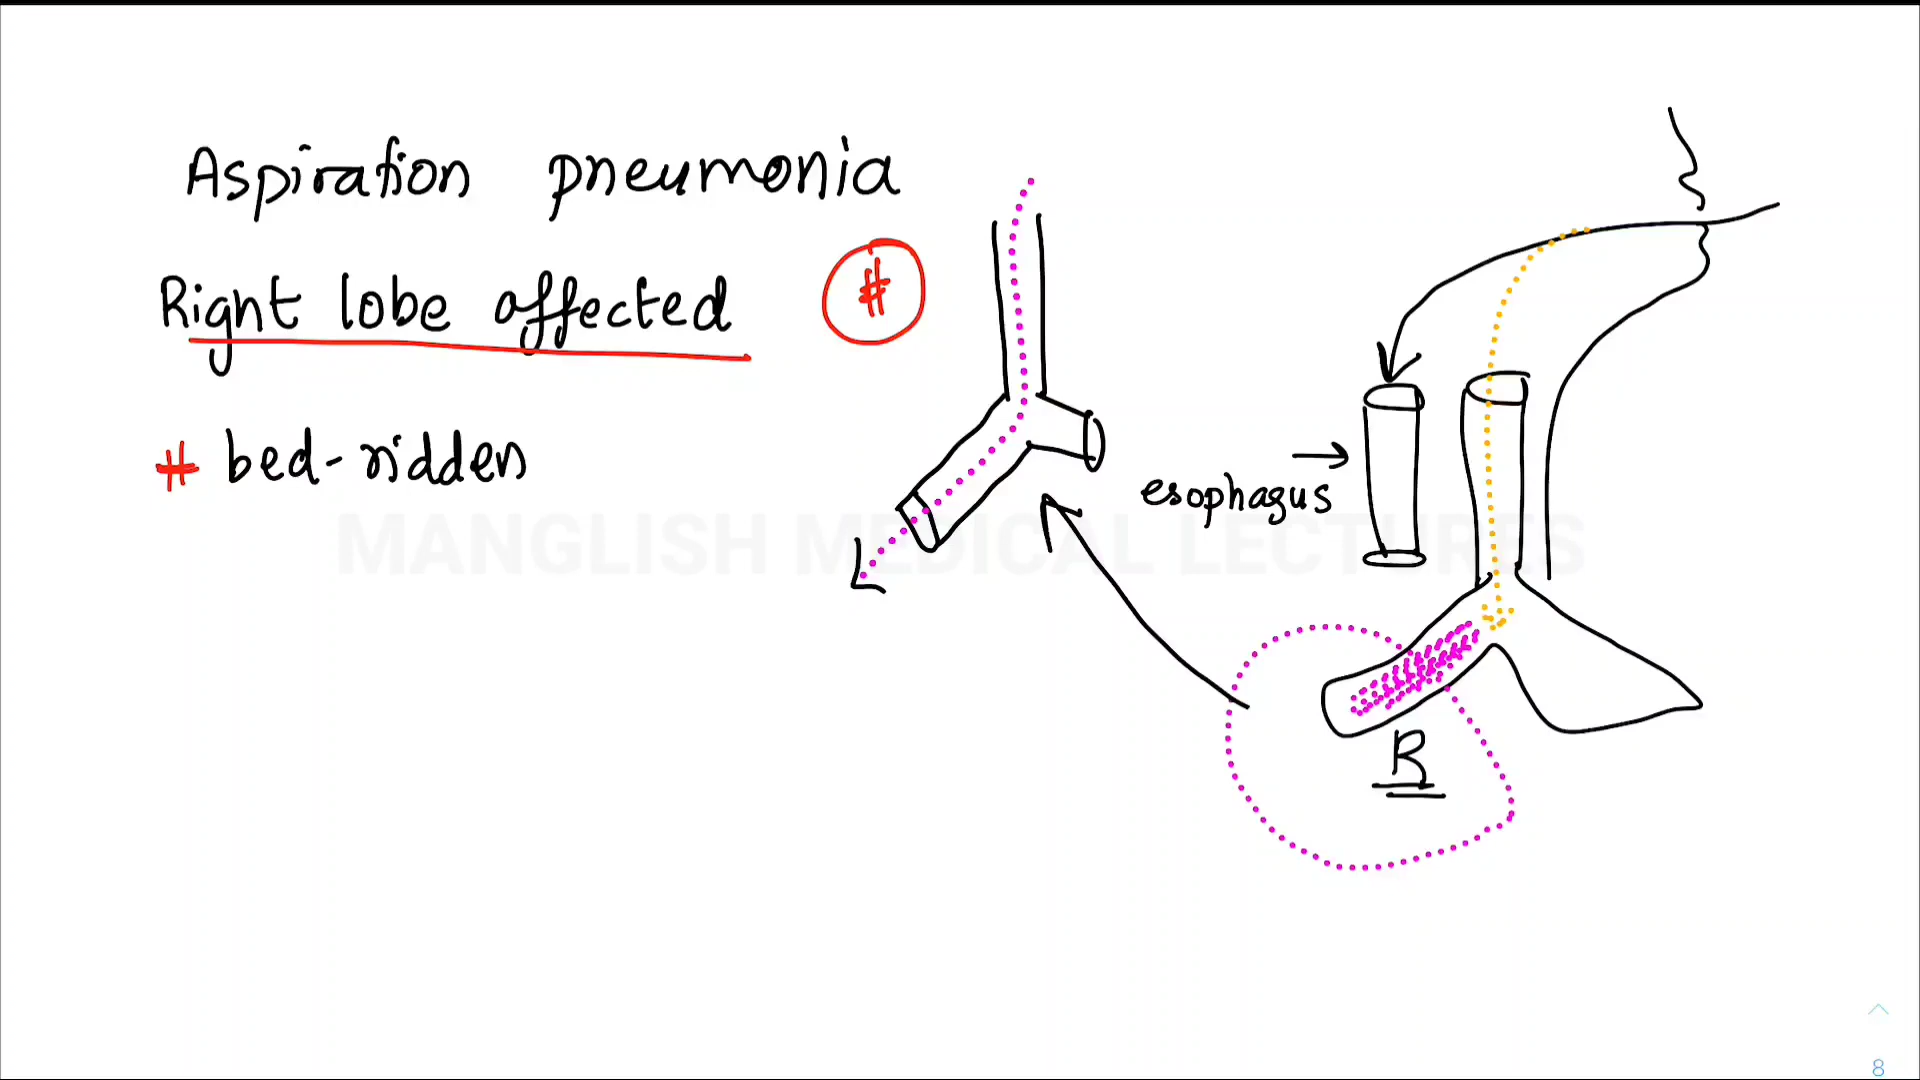 Aspiration pneumonia
Right lobe affected #
# bed-ridden
esophagus
MANGLISH MEDICAL LECTURES
R
8